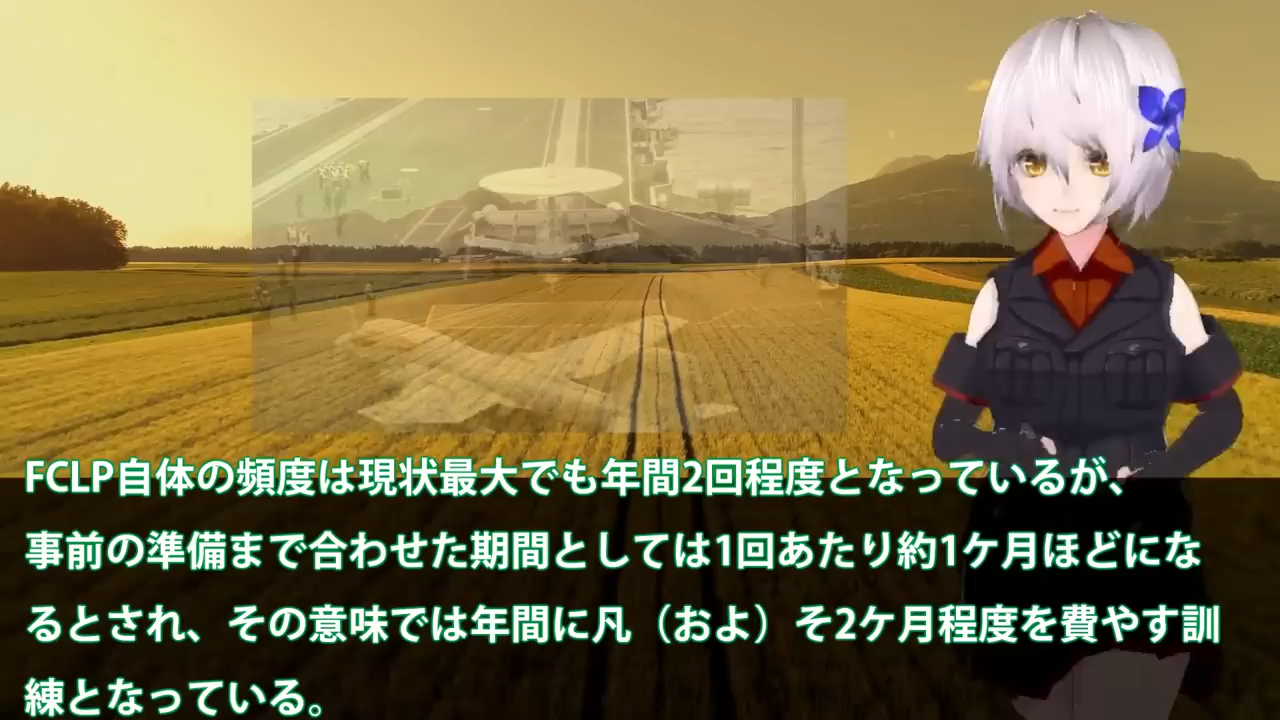 FCLP自体の頻度は現状最大でも年間2回程度となっているが、
事前の準備まで合わせた期間としては1回あたり約1ケ月ほどにな
るとされ、その意味では年間に凡（およ）そ2ケ月程度を費やす訓
練となっている。